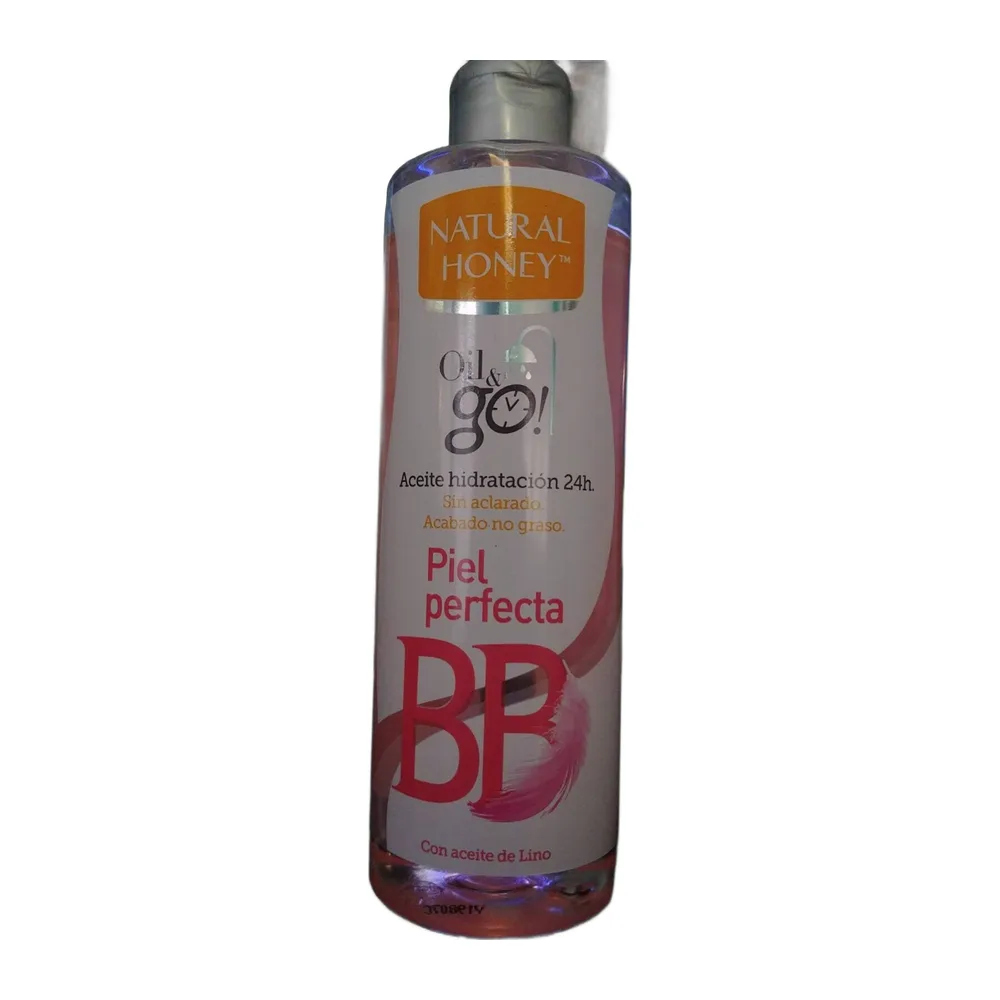 NATURAL
HONEY™
Oil &
go!
Aceite hidratación 24h.
Sin aclarado.
Acabado no graso.
Piel
perfecta
BB
Con aceite de Lino